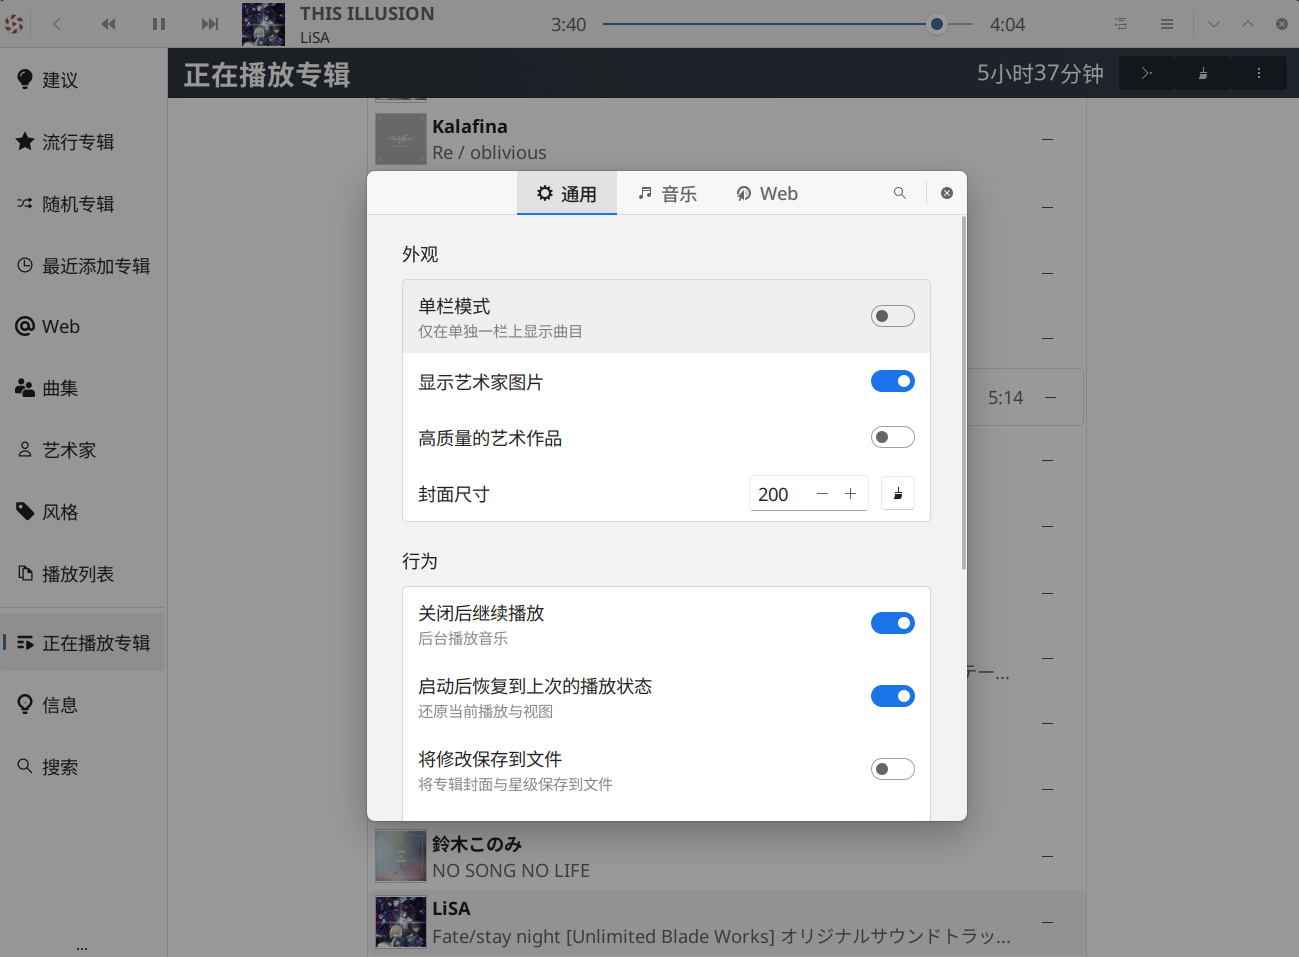 THIS ILLUSION
LiSA
3:40
4:04
建议
流行专辑
随机专辑
最近添加专辑
Web
曲集
艺术家
风格
播放列表
正在播放专辑
信息
搜索
...
正在播放专辑
5小时37分钟
Kalafina
Re / oblivious
5:14
テー...
鈴木このみ
NO SONG NO LIFE
LiSA
Fate/stay night [Unlimited Blade Works] オリジナルサウンドトラッ...
通用
音乐
Web
外观
单栏模式
仅在单独一栏上显示曲目
显示艺术家图片
高质量的艺术作品
封面尺寸
200
行为
关闭后继续播放
后台播放音乐
启动后恢复到上次的播放状态
还原当前播放与视图
将修改保存到文件
将专辑封面与星级保存到文件